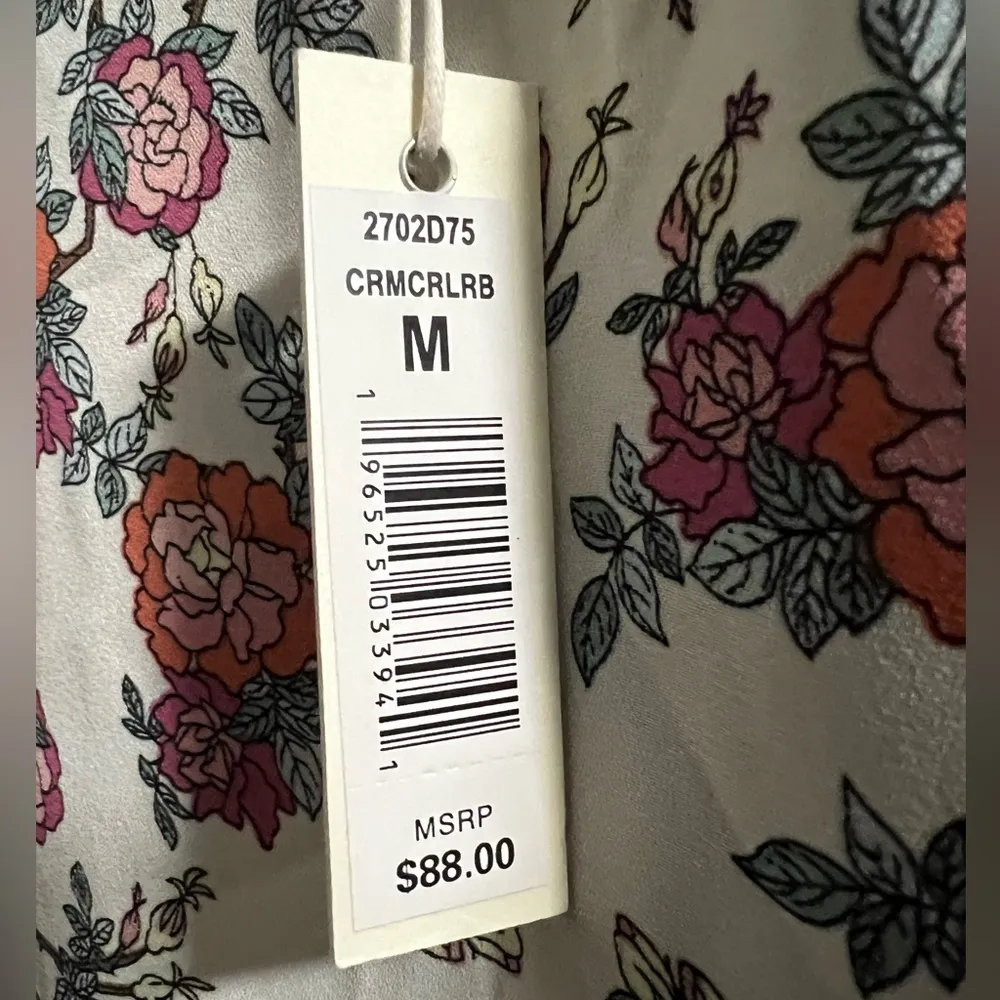 2702D75
CRMCRLRB
M
1 96525 03394 1
MSRP
$88.00